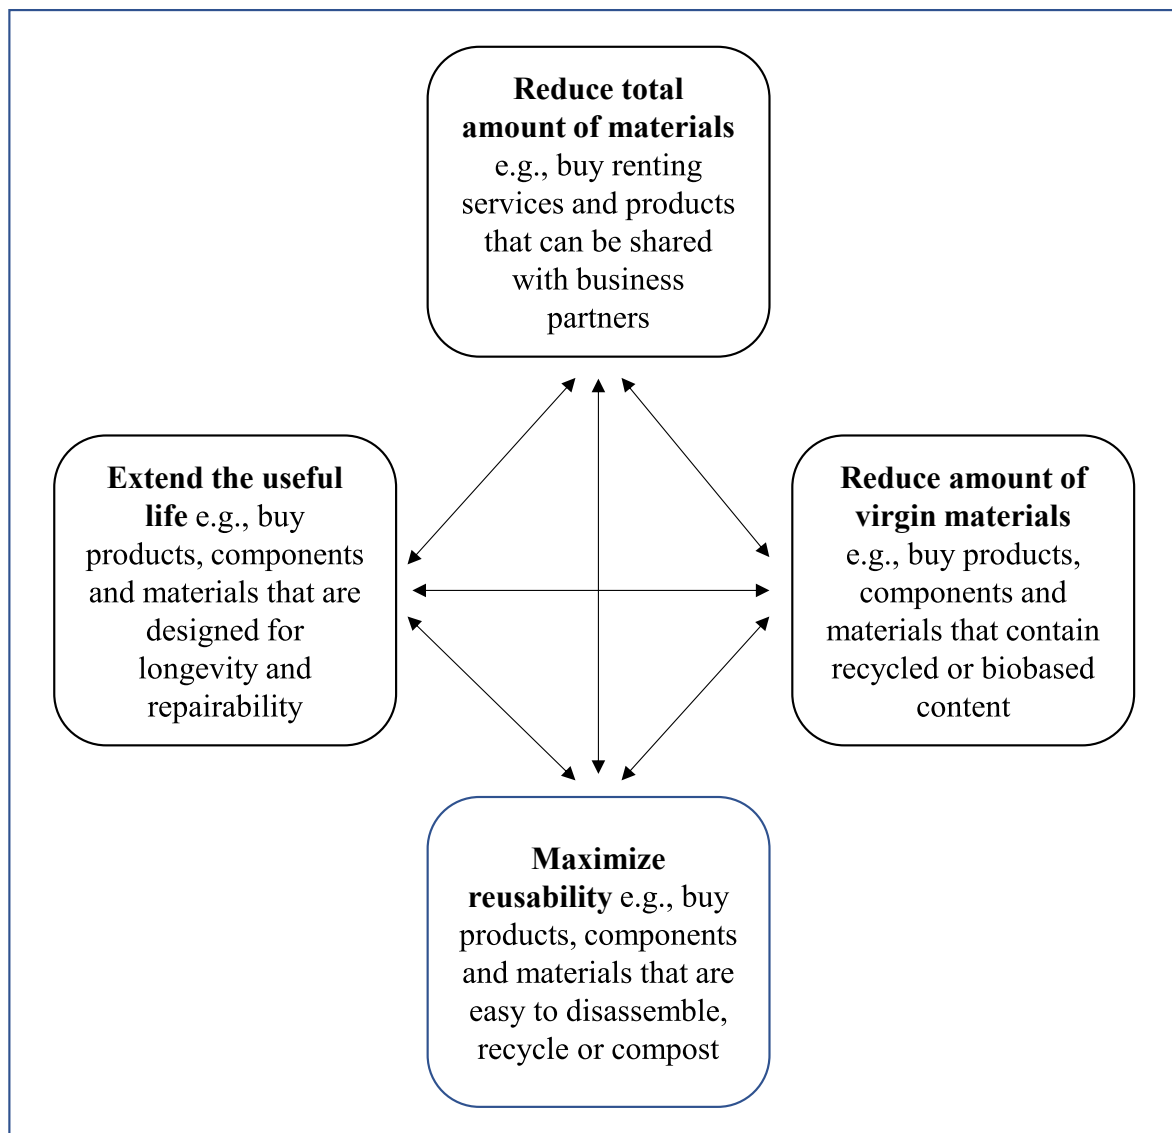 Reduce total
amount of materials
e.g., buy renting
services and products
that can be shared
with business
partners
Extend the useful
life e.g., buy
products, components
and materials that are
designed for
longevity and
repairability
Reduce amount of
virgin materials
e.g., buy products,
components and
materials that contain
recycled or biobased
content
Maximize
reusability e.g., buy
products, components
and materials that are
easy to disassemble,
recycle or compost